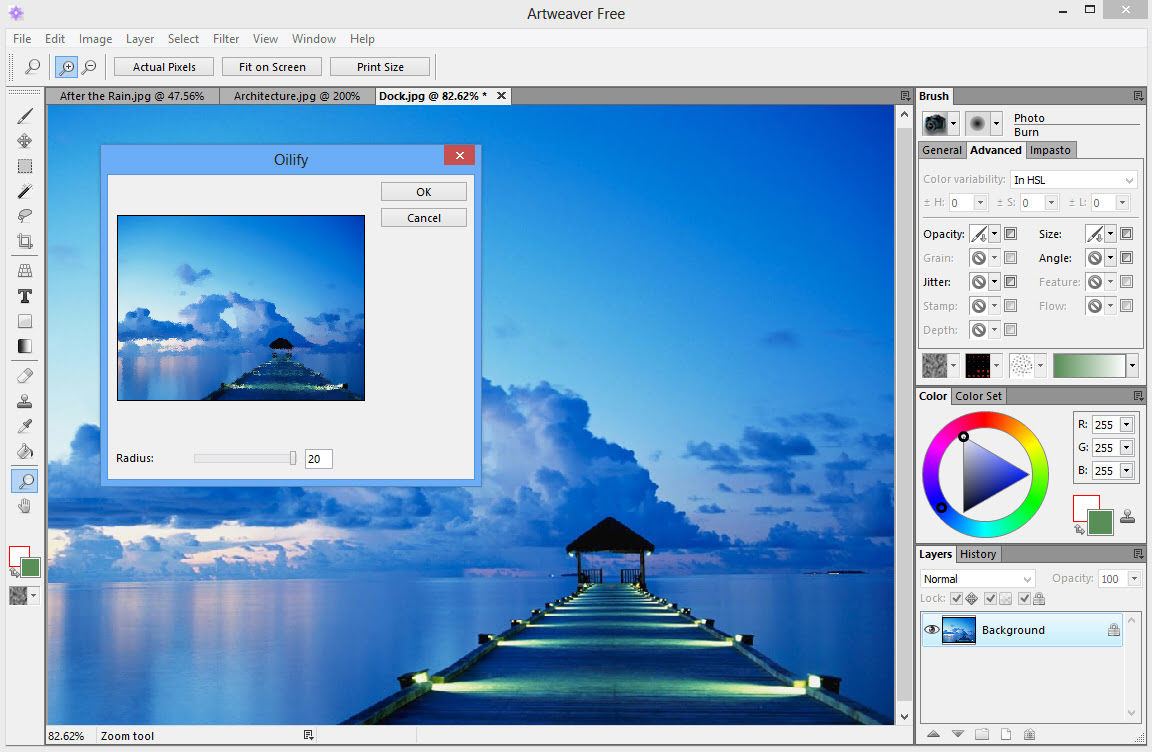 Artweaver Free
File Edit Image Layer Select Filter View Window Help
Actual Pixels Fit on Screen Print Size
After the Rain.jpg @ 47.56% Architecture.jpg @ 200% Dock.jpg @ 82.62% *
Oilify
OK
Cancel
Radius: 20
82.62% Zoom tool
Brush
Photo
Burn
General Advanced Impasto
Color variability: In HSL
± H: 0 ± S: 0 ± L: 0
Opacity: Size:
Grain: Angle:
Jitter: Feature:
Stamp: Flow:
Depth:
Color Color Set
R: 255
G: 255
B: 255
Layers History
Normal Opacity: 100
Lock:
Background